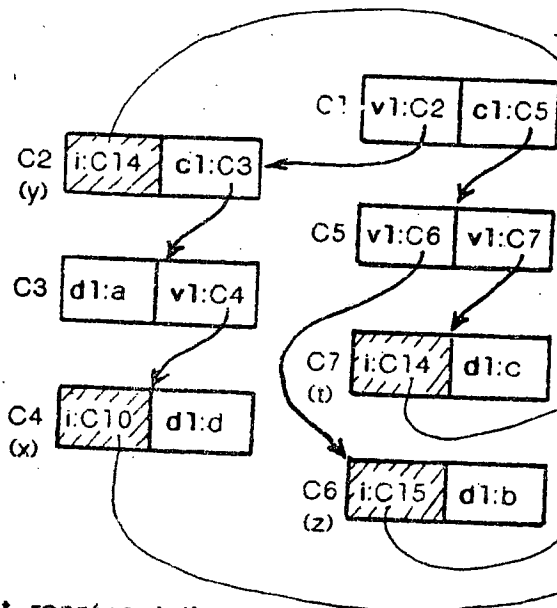 C1 v1:C2 c1:C5
C2 i:C14 c1:C3
(y)
C5 v1:C6 v1:C7
C3 d1:a v1:C4
C7 i:C14 d1:c
(t)
C4 i:C10 d1:d
(x)
C6 i:C15 d1:b
(z)